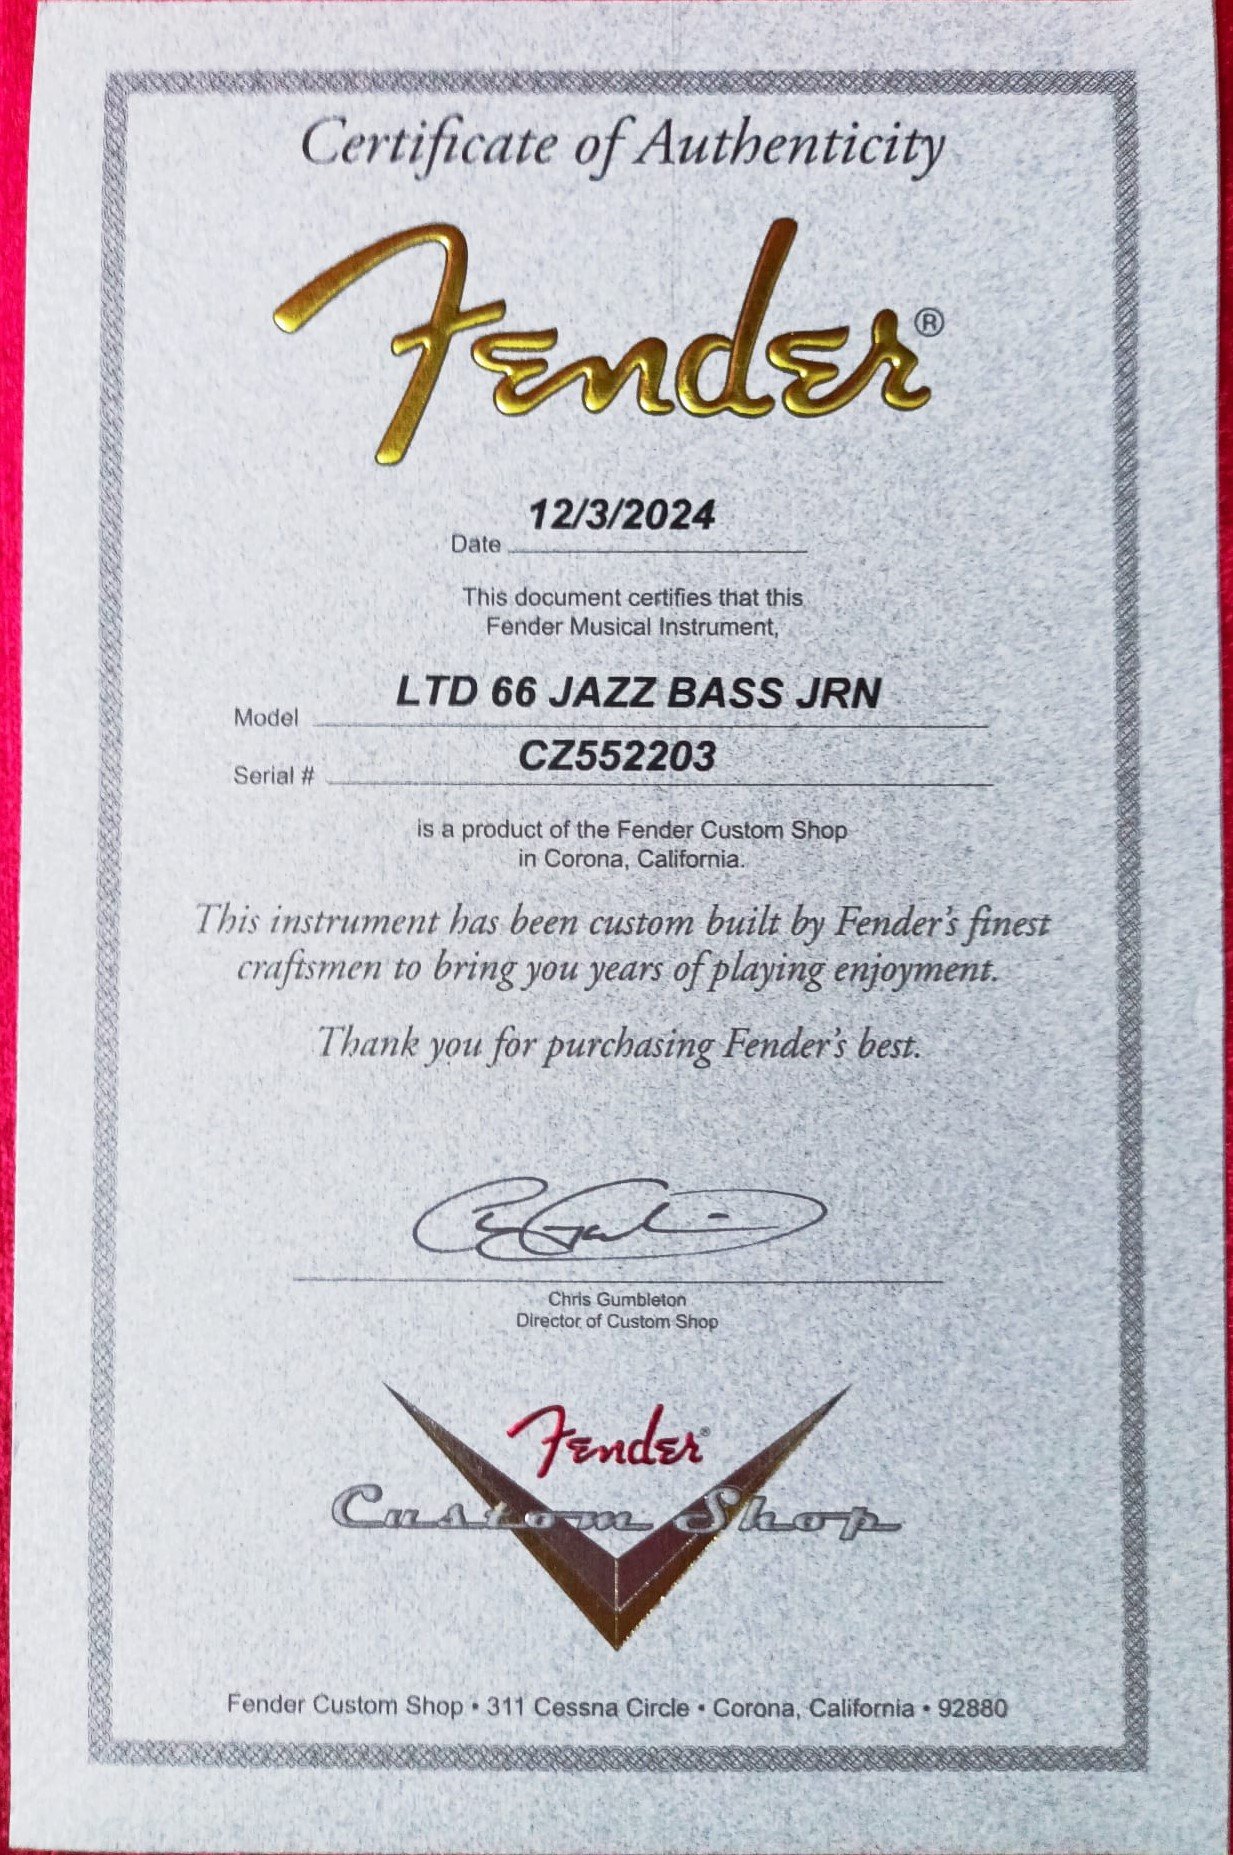 Certificate of Authenticity
Fender®
12/3/2024
Date
This document certifies that this
Fender Musical Instrument,
LTD 66 JAZZ BASS JRN
Model
CZ552203
Serial #
is a product of the Fender Custom Shop
in Corona, California.
This instrument has been custom built by Fender's finest
craftsmen to bring you years of playing enjoyment.
Thank you for purchasing Fender's best.
Chris Gumbleton
Director of Custom Shop
Fender®
Custom Shop
Fender Custom Shop • 311 Cessna Circle • Corona, California • 92880